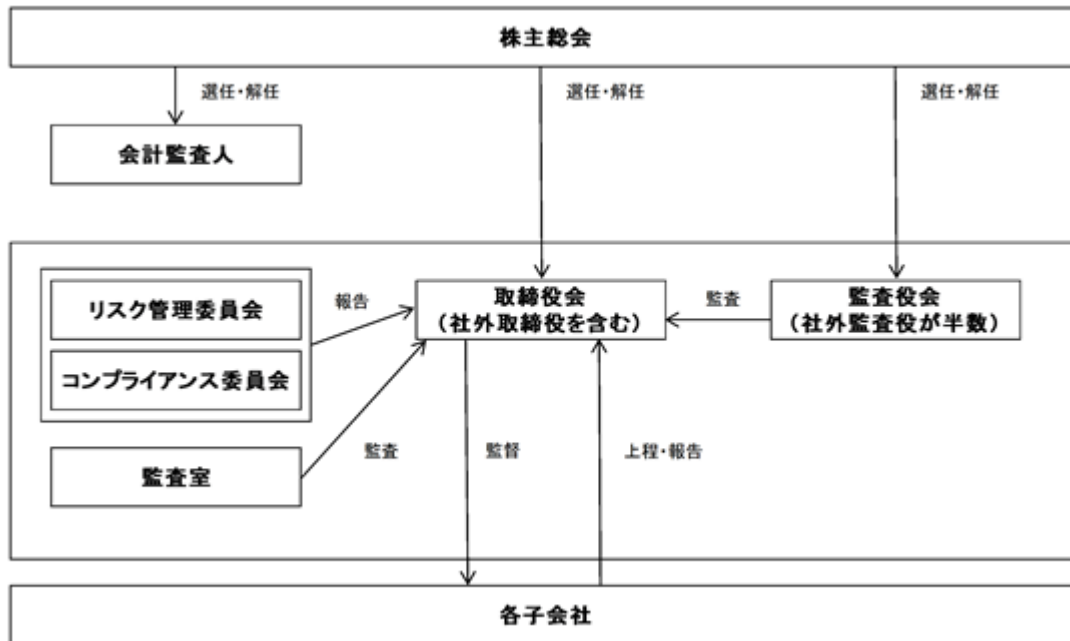 株主総会
選任・解任
選任・解任
選任・解任
会計監査人
リスク管理委員会
コンプライアンス委員会
監査室
報告
取締役会
(社外取締役を含む)
監査
監査役会
(社外監査役が半数)
監査
監督
上程・報告
各子会社